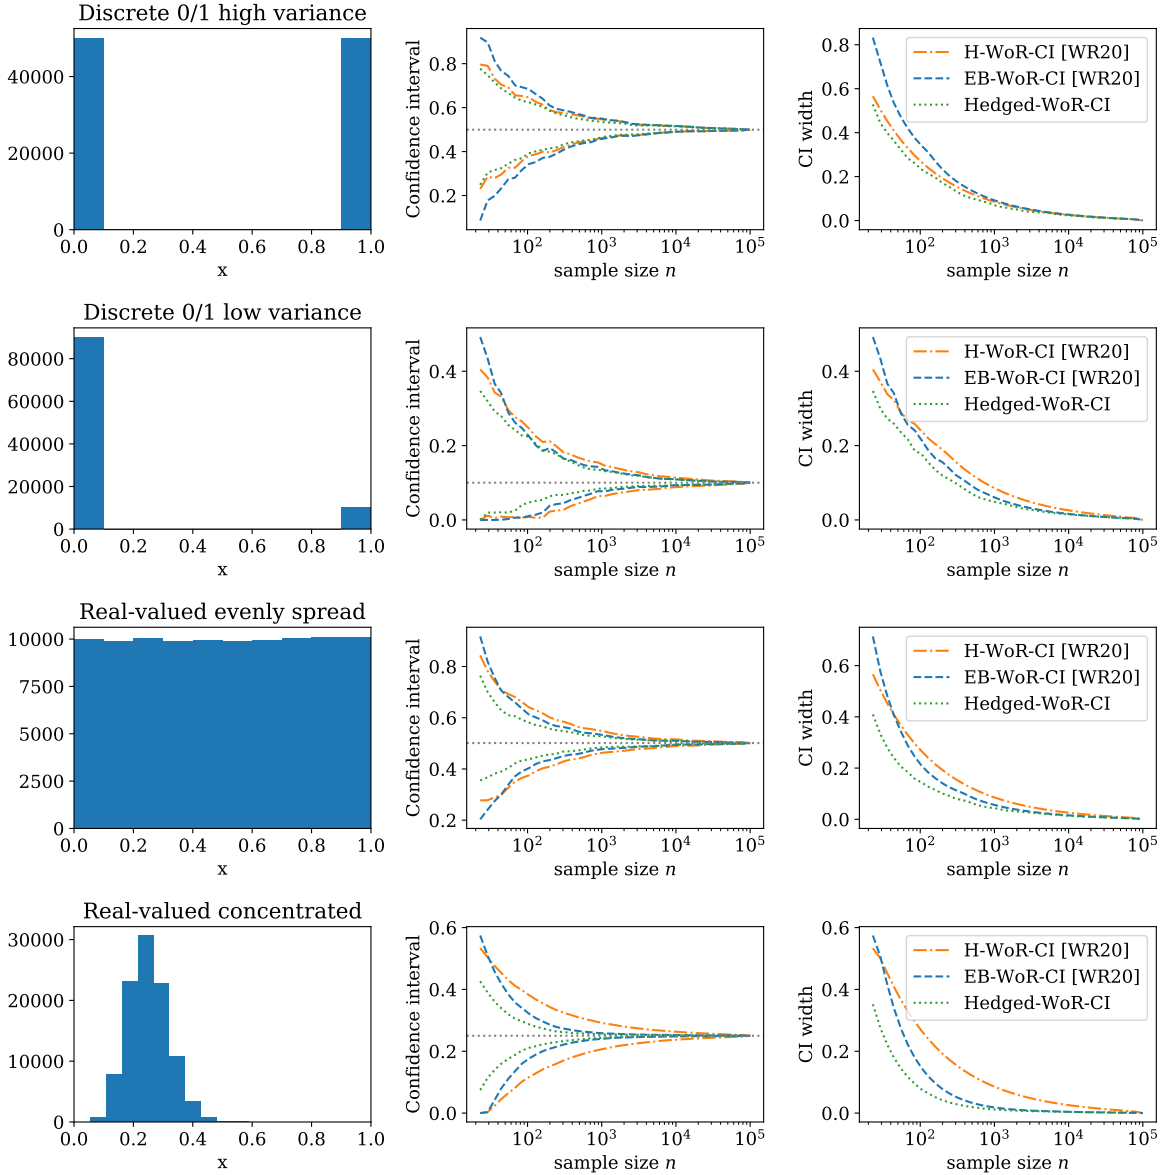 Discrete 0/1 high variance
40000
20000
0
0.0 0.2 0.4 0.6 0.8 1.0
x
Confidence interval
0.8
0.6
0.4
0.2
10² 10³ 10⁴ 10⁵
sample size n
CI width
0.8
0.6
0.4
0.2
0.0
H-WoR-CI [WR20]
EB-WoR-CI [WR20]
Hedged-WoR-CI
10² 10³ 10⁴ 10⁵
sample size n
Discrete 0/1 low variance
80000
60000
40000
20000
0
0.0 0.2 0.4 0.6 0.8 1.0
x
Confidence interval
0.4
0.2
0.0
10² 10³ 10⁴ 10⁵
sample size n
CI width
0.4
0.2
0.0
H-WoR-CI [WR20]
EB-WoR-CI [WR20]
Hedged-WoR-CI
10² 10³ 10⁴ 10⁵
sample size n
Real-valued evenly spread
10000
7500
5000
2500
0
0.0 0.2 0.4 0.6 0.8 1.0
x
Confidence interval
0.8
0.6
0.4
0.2
10² 10³ 10⁴ 10⁵
sample size n
CI width
0.6
0.4
0.2
0.0
H-WoR-CI [WR20]
EB-WoR-CI [WR20]
Hedged-WoR-CI
10² 10³ 10⁴ 10⁵
sample size n
Real-valued concentrated
30000
20000
10000
0
0.0 0.2 0.4 0.6 0.8 1.0
x
Confidence interval
0.6
0.4
0.2
0.0
10² 10³ 10⁴ 10⁵
sample size n
CI width
0.6
0.4
0.2
0.0
H-WoR-CI [WR20]
EB-WoR-CI [WR20]
Hedged-WoR-CI
10² 10³ 10⁴ 10⁵
sample size n